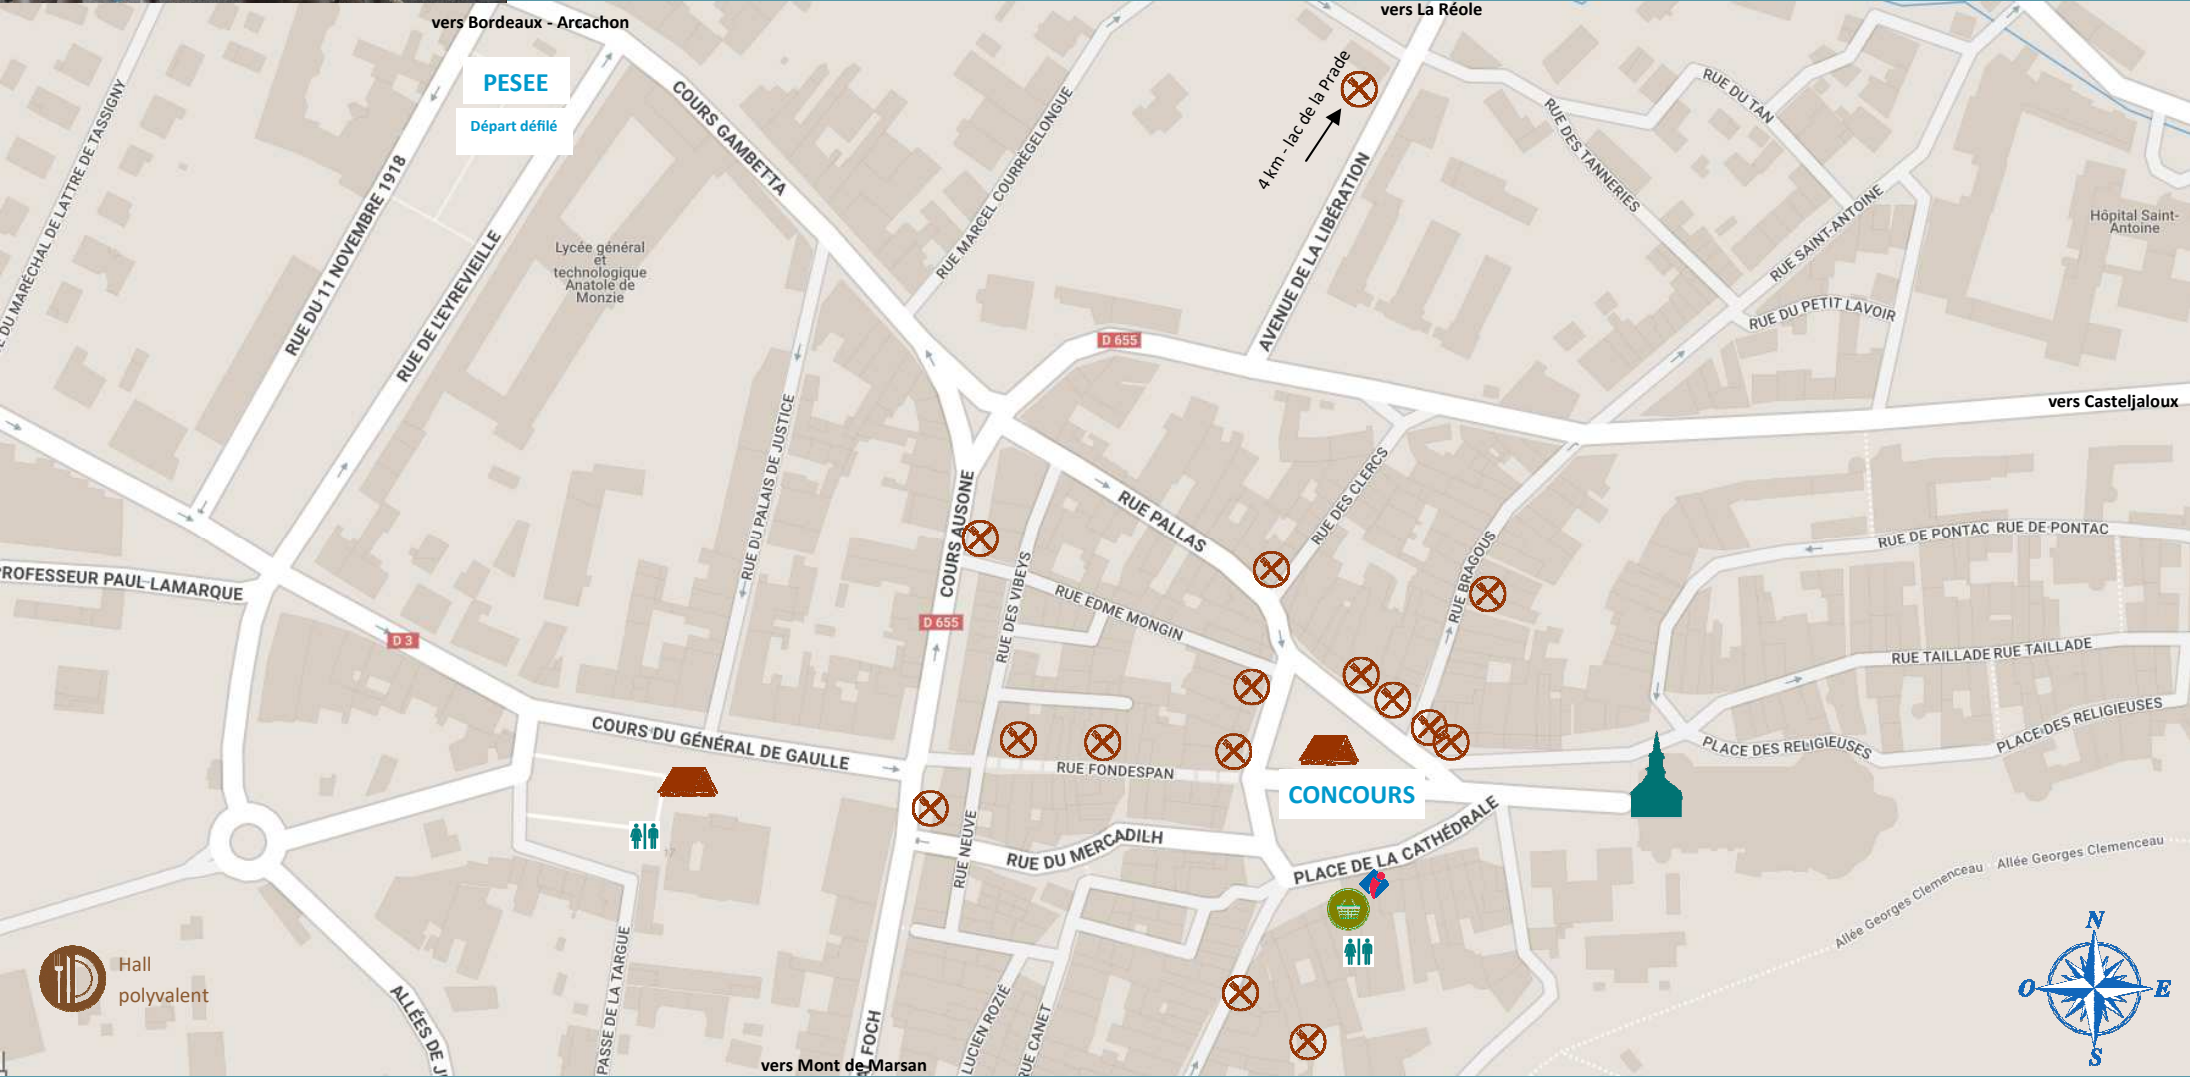 vers Bordeaux - Arcachon
vers La Réole
PESEE
Départ défilé
4 km - lac de la Prade
RUE DU TAN
RUE DES TANNERIES
COURS GAMBETTA
RUE MARCEL COURRÈGELONGUE
DU MARÉCHAL DE LATTRE DE TASSIGNY
RUE DU 11 NOVEMBRE 1918
RUE DE L'EYREVIEILLE
Lycée général
et
technologique
Anatole de
Monzie
AVENUE DE LA LIBÉRATION
RUE SAINT-ANTOINE
Hôpital Saint-
Antoine
RUE DU PETIT LAVOIR
D 655
vers Casteljaloux
RUE DU PALAIS DE JUSTICE
COURS AUSONE
RUE PALLAS
RUE DES CLERCS
RUE BRAGOUS
RUE DE PONTAC RUE DE PONTAC
PROFESSEUR PAUL LAMARQUE
RUE DES VIBEYS
RUE EDME MONGIN
D 655
D 3
RUE TAILLADE RUE TAILLADE
COURS DU GÉNÉRAL DE GAULLE
PLACE DES RELIGIEUSES
PLACE DES RELIGIEUSES
RUE FONDESPAN
CONCOURS
RUE NEUVE
RUE DU MERCADILH
PLACE DE LA CATHÉDRALE
Allée Georges Clemenceau - Allée Georges Clemenceau
Hall
polyvalent
ALLÉES DE J
PASSE DE LA TARGUE
FOCH
LUCIEN ROZIÉ
RUE CANET
vers Mont de Marsan
N
O
E
S